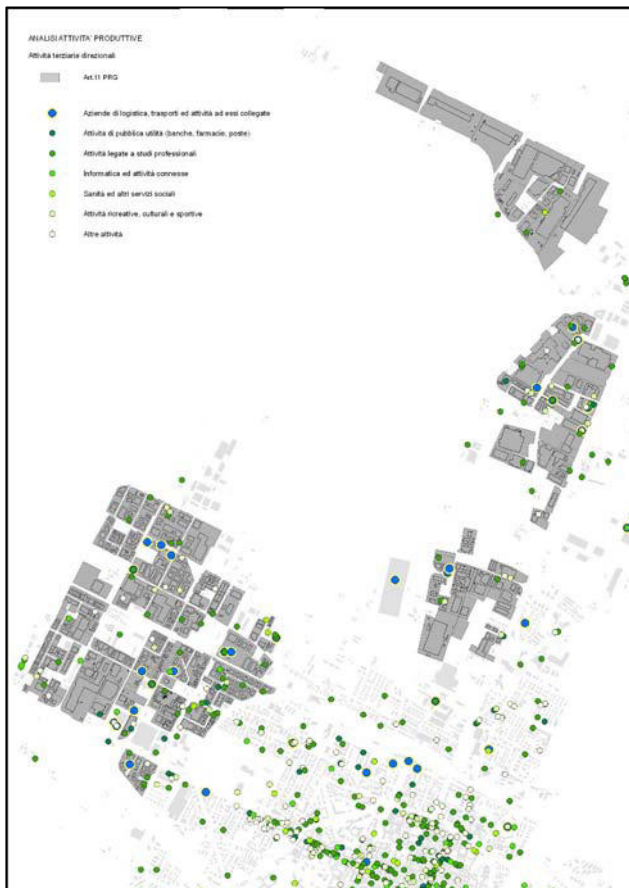 ANALISI ATTIVITA' PRODUTTIVE
Attività terziarie direzionali
Art.11 PRG
Aziende di logistica, trasporti ed attività ad essi collegate
Attività di pubblica utilità (banche, farmacie, poste)
Attività legate a studi professionali
Informatica ed attività connesse
Sanità ed altri servizi sociali
Attività ricreative, culturali e sportive
Altre attività